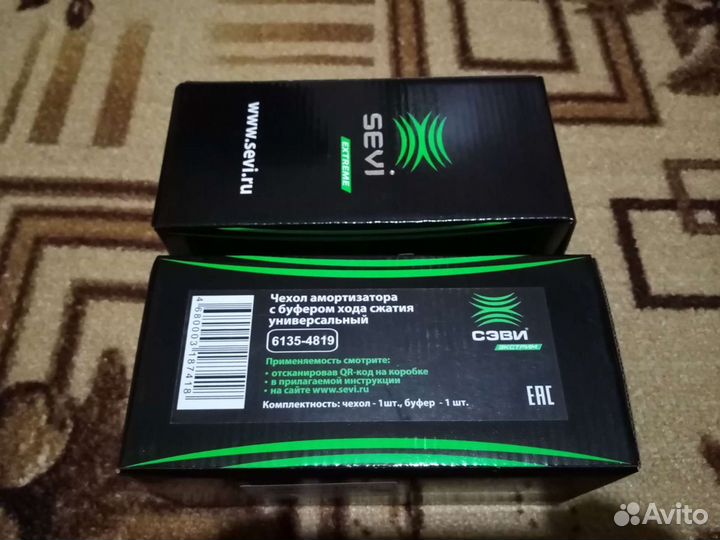 www.sevi.ru
SEVI
EXTREME
Чехол амортизатора
с буфером хода сжатия
универсальный
6135-4819
Применяемость смотрите:
• отсканировав QR-код на коробке
• в прилагаемой инструкции
• на сайте www.sevi.ru
Комплектность: чехол - 1шт., буфер - 1 шт.
4 680003 187418
СЭВИ
ЭКСТРИМ
EAC
Avito